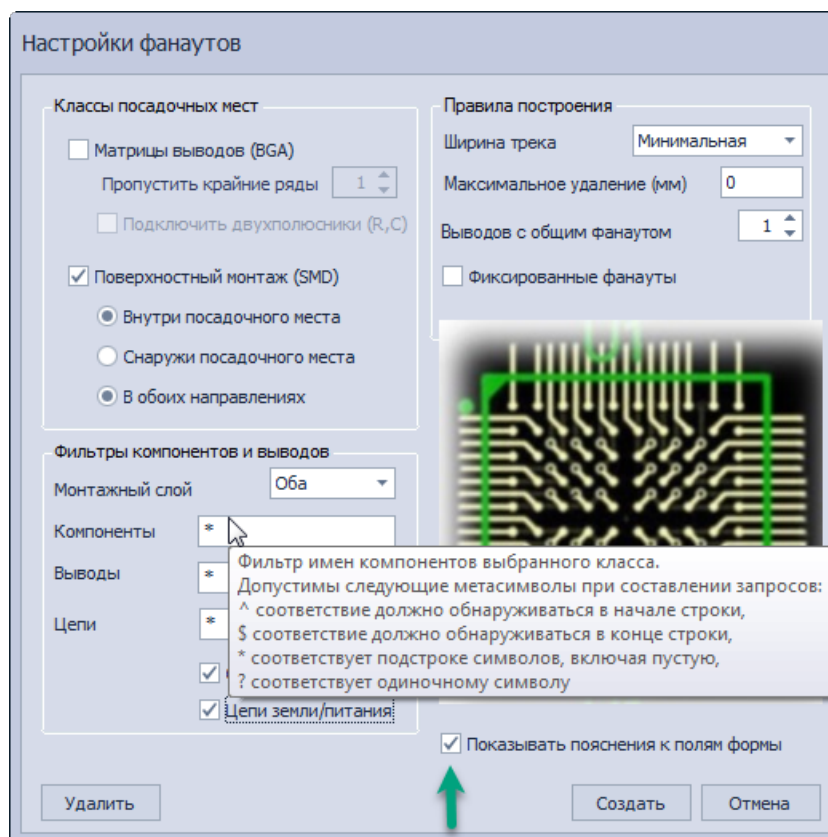 Настройки фанаутов
Классы посадочных мест
Матрицы выводов (BGA)
Пропустить крайние ряды 1
Подключить двухполюсники (R,C)
Поверхностный монтаж (SMD)
Внутри посадочного места
Снаружи посадочного места
В обоих направлениях
Правила построения
Ширина трека Минимальная
Максимальное удаление (мм) 0
Выводов с общим фанаутом 1
Фиксированные фанауты
Фильтры компонентов и выводов
Монтажный слой Оба
Компоненты *
Выводы *
Цепи *
Фильтр имен компонентов выбранного класса.
Допустимы следующие метасимволы при составлении запросов:
^ соответствие должно обнаруживаться в начале строки,
$ соответствие должно обнаруживаться в конце строки,
* соответствует подстроке символов, включая пустую,
? соответствует одиночному символу
Цепи земли/питания
Показывать пояснения к полям формы
Удалить
Создать
Отмена